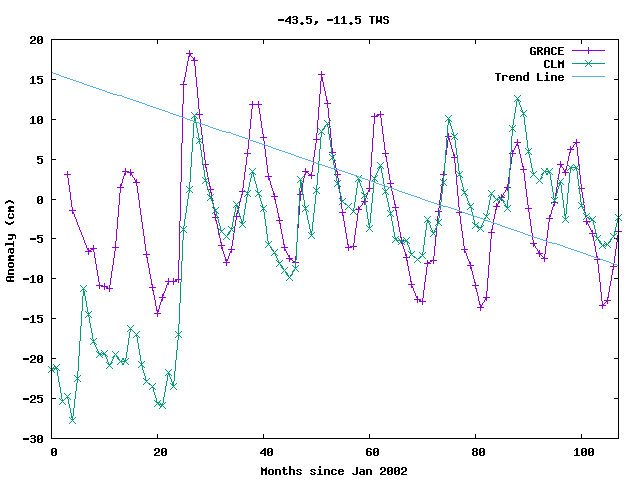 -43.5, -11.5 TWS
GRACE
CLM
Trend Line
20
15
10
5
0
-5
-10
-15
-20
-25
-30
Anomaly (cm)
0 20 40 60 80 100
Months since Jan 2002